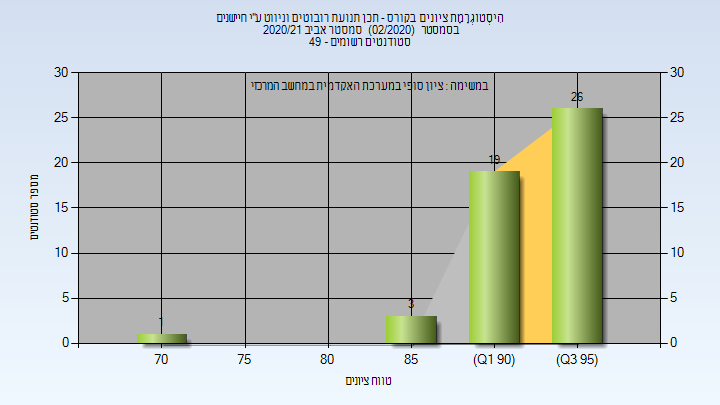 היסטוגרמת ציונים בקורס - תכן תנועת רובוטים וניווט ע"י חיישנים
בסמסטר (02/2020) סמסטר אביב 2020/21
סטודנטים רשומים - 49
במשימה : ציון סופי במערכת האקדמית במחשב המרכזי
30 30
25 25
20 20
15 15
10 10
5 5
0 0
1 3 19 26
70 75 80 85 (Q1 90) (Q3 95)
מספר סטודנטים
טווח ציונים